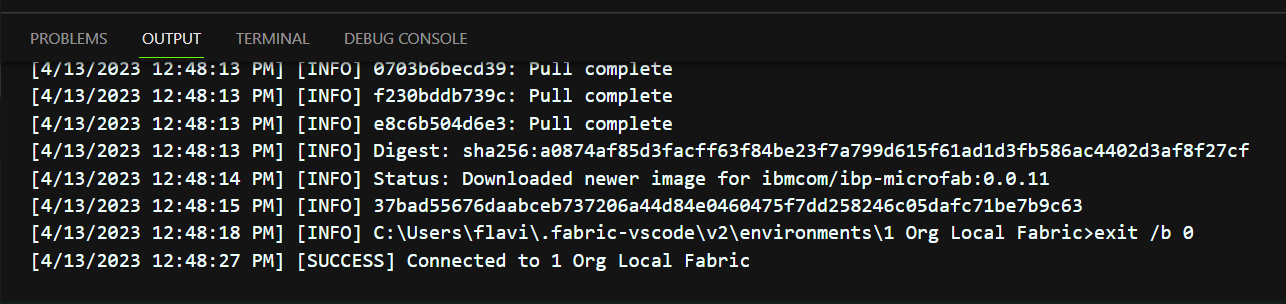 PROBLEMS OUTPUT TERMINAL DEBUG CONSOLE
[4/13/2023 12:48:13 PM] [INFO] 0703b6becd39: Pull complete
[4/13/2023 12:48:13 PM] [INFO] f230bddb739c: Pull complete
[4/13/2023 12:48:13 PM] [INFO] e8c6b504d6e3: Pull complete
[4/13/2023 12:48:13 PM] [INFO] Digest: sha256:a0874af85d3facff63f84be23f7a799d615f61ad1d3fb586ac4402d3af8f27cf
[4/13/2023 12:48:14 PM] [INFO] Status: Downloaded newer image for ibmcom/ibp-microfab:0.0.11
[4/13/2023 12:48:15 PM] [INFO] 37bad55676daabceb737206a44d84e0460475f7dd258246c05dafc71be7b9c63
[4/13/2023 12:48:18 PM] [INFO] C:\Users\flavi\.fabric-vscode\v2\environments\1 Org Local Fabric>exit /b 0
[4/13/2023 12:48:27 PM] [SUCCESS] Connected to 1 Org Local Fabric